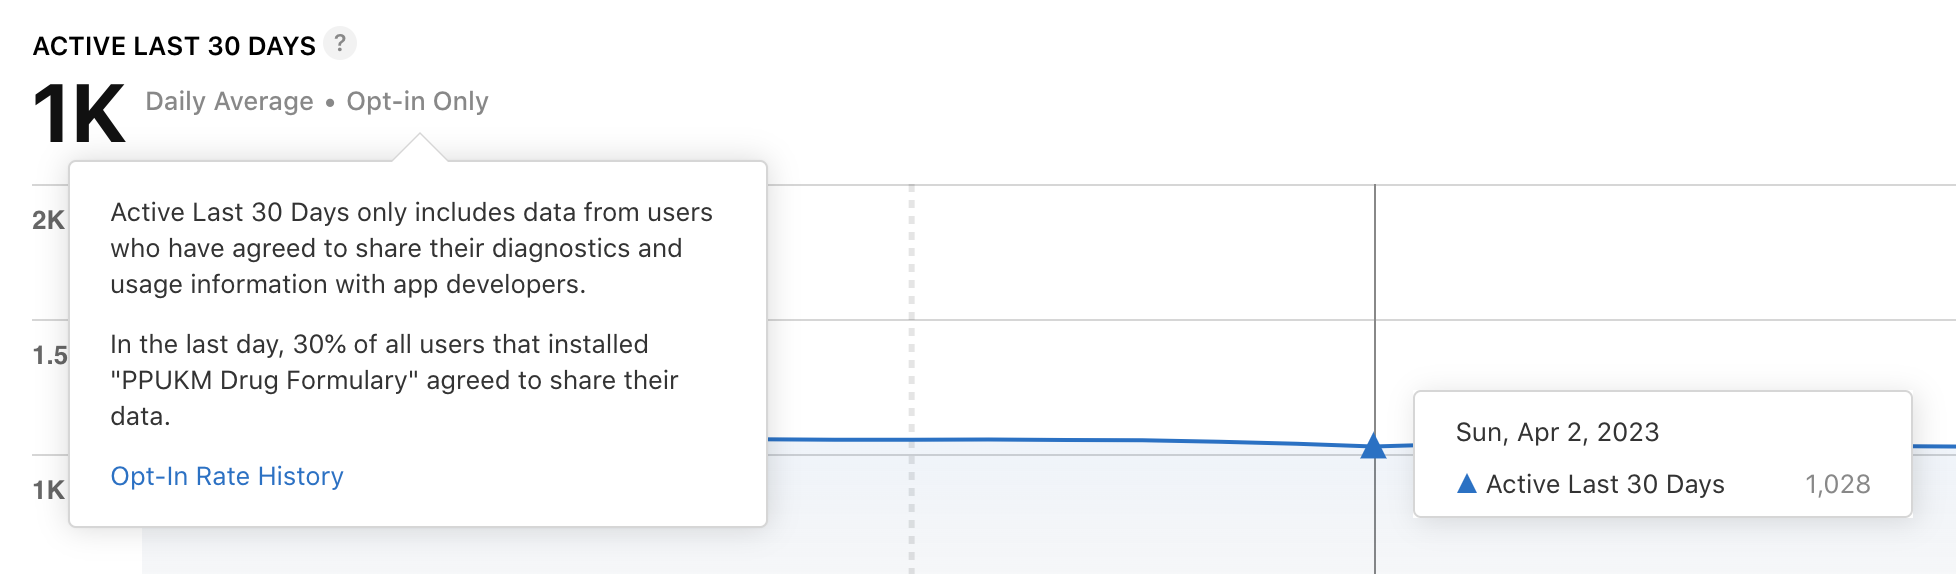 ACTIVE LAST 30 DAYS ?
1K Daily Average • Opt-in Only
Active Last 30 Days only includes data from users
who have agreed to share their diagnostics and
usage information with app developers.
In the last day, 30% of all users that installed
"PPUKM Drug Formulary" agreed to share their
data.
Opt-In Rate History
2K
1.5
1K
Sun, Apr 2, 2023
Active Last 30 Days 1,028